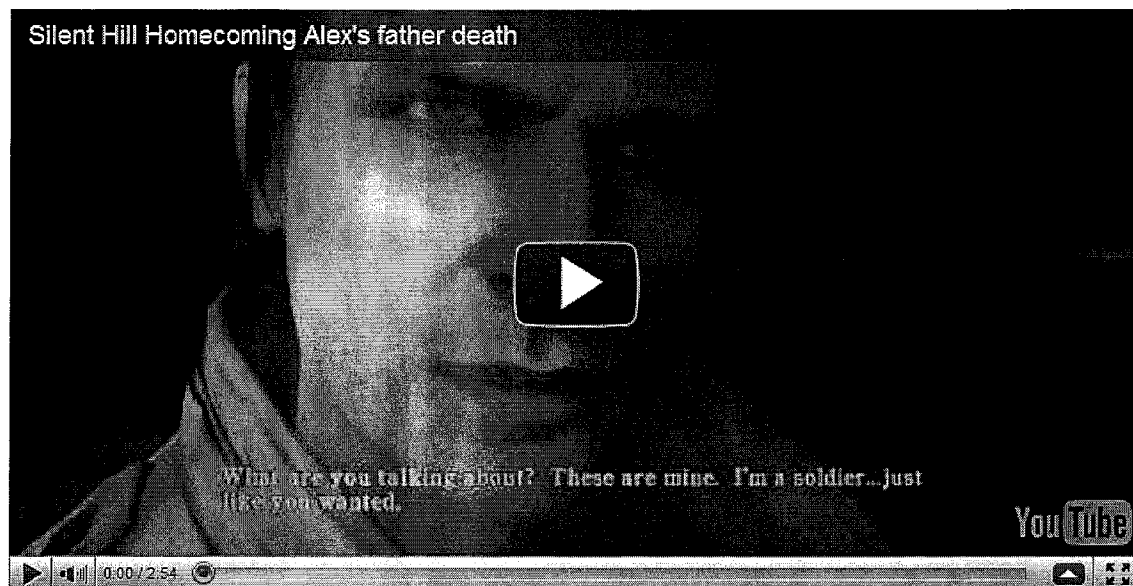 Silent Hill Homecoming Alex's father death
What are you talking about?  These are mine.  I'm a soldier...just
like you wanted.
YouTube
0:00 / 2:54